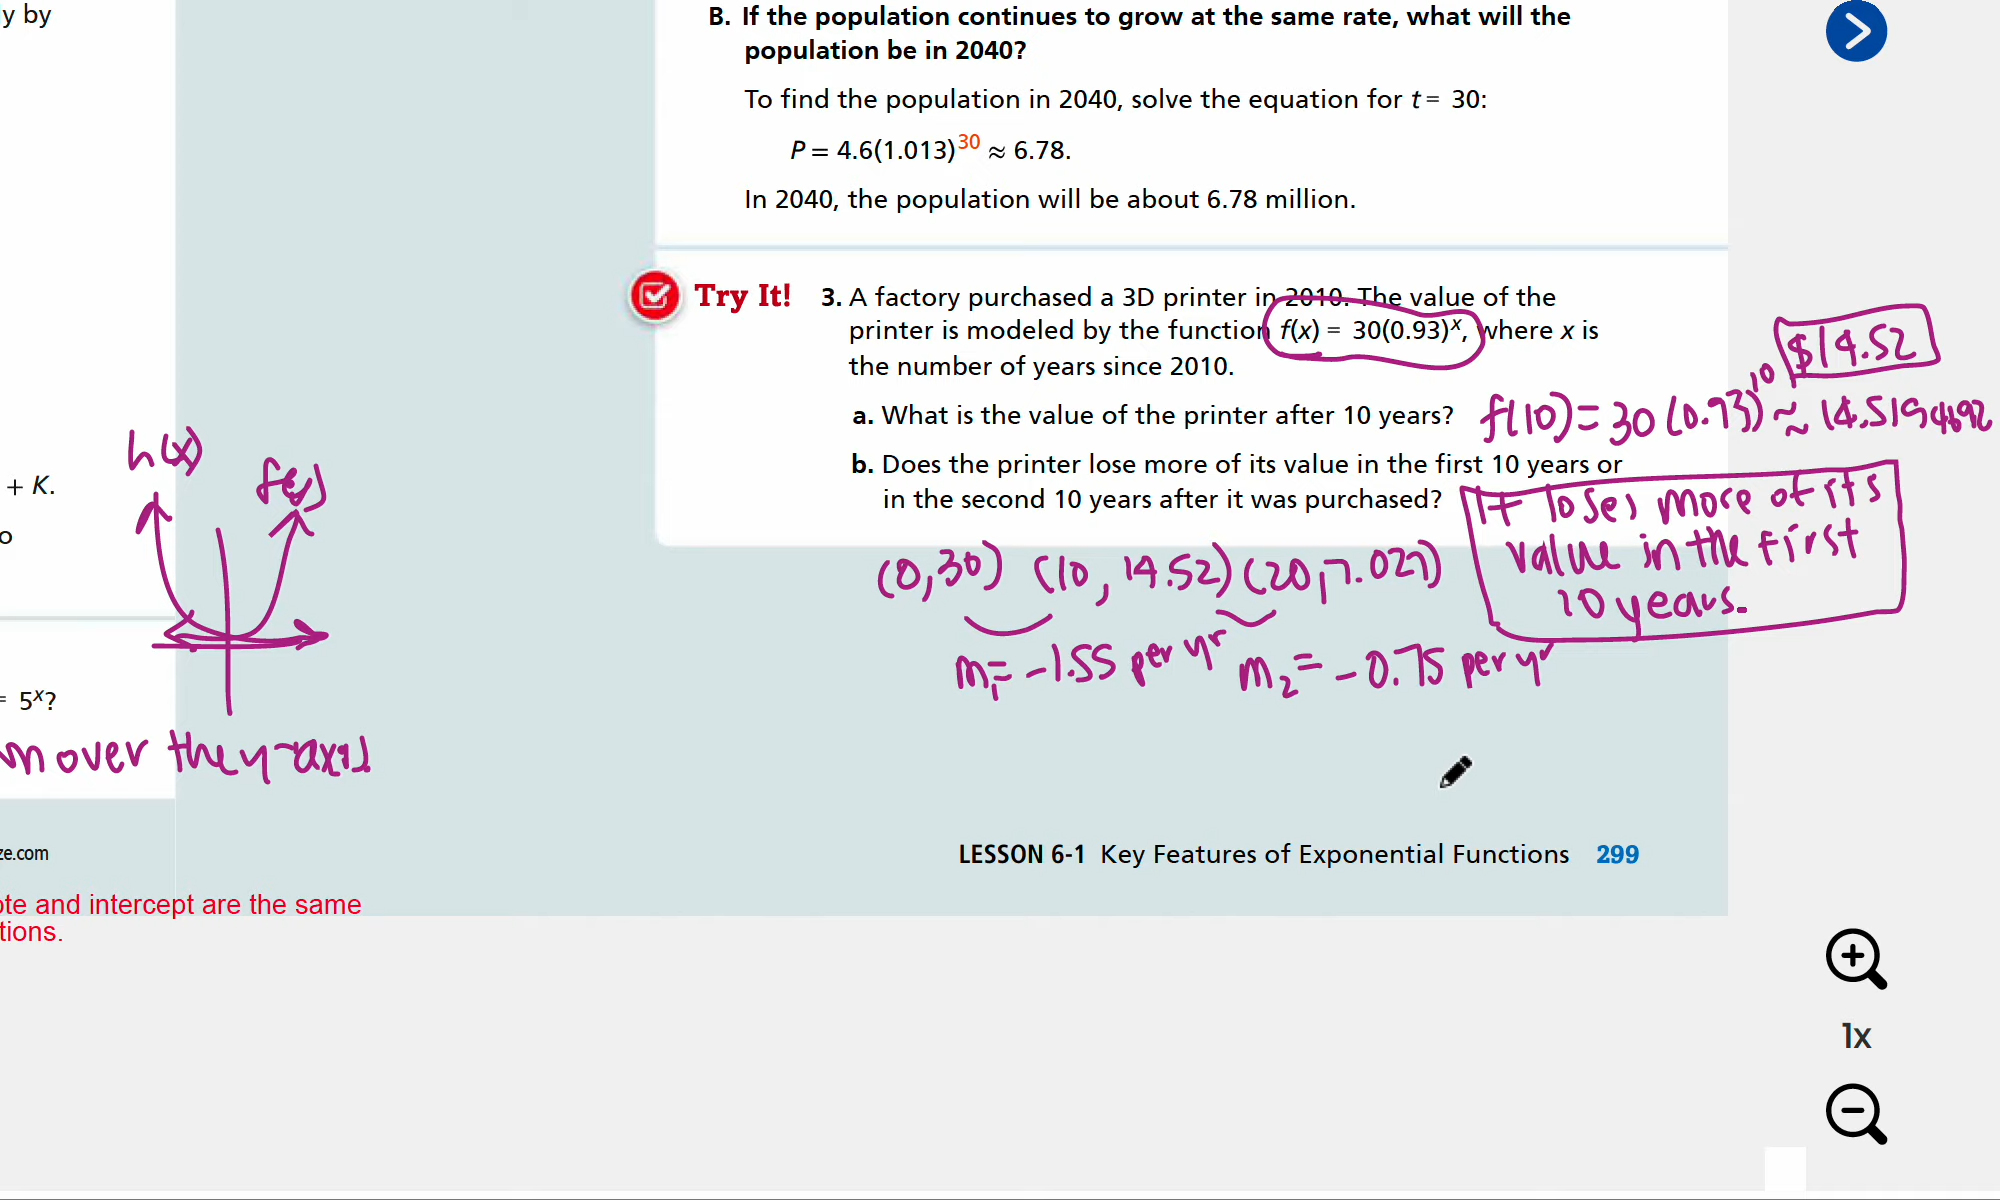 y by
B. If the population continues to grow at the same rate, what will the
population be in 2040?
To find the population in 2040, solve the equation for t = 30:
P = 4.6(1.013)^30 ≈ 6.78.
In 2040, the population will be about 6.78 million.
Try It! 3. A factory purchased a 3D printer in 2010. The value of the
printer is modeled by the function f(x) = 30(0.93)^x, where x is
the number of years since 2010.
$14.52
a. What is the value of the printer after 10 years?
f(10) = 30(0.93)^10 ≈ 14.5194692
b. Does the printer lose more of its value in the first 10 years or
in the second 10 years after it was purchased?
It loses more of its
value in the first
10 years.
(0,30) (10, 14.52) (20, 7.027)
m1 = -1.55 per yr m2 = -0.75 per yr
h(x)
f(x)
+ K.
o
= 5^x?
over the y-axis
ze.com
LESSON 6-1 Key Features of Exponential Functions 299
ote and intercept are the same
tions.
1x